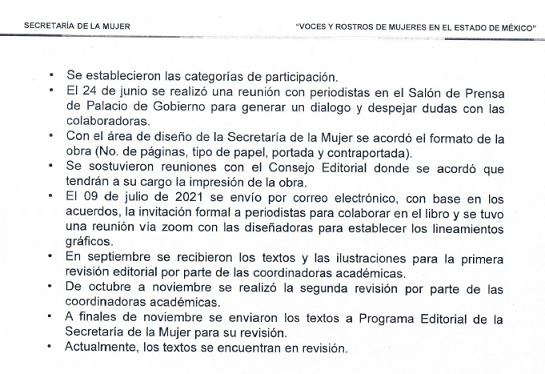 SECRETARÍA DE LA MUJER
"VOCES Y ROSTROS DE MUJERES EN EL ESTADO DE MÉXICO"
• Se establecieron las categorías de participación.
• El 24 de junio se realizó una reunión con periodistas en el Salón de Prensa
de Palacio de Gobierno para generar un dialogo y despejar dudas con las
colaboradoras.
• Con el área de diseño de la Secretaría de la Mujer se acordó el formato de la
obra (No. de páginas, tipo de papel, portada y contraportada).
• Se sostuvieron reuniones con el Consejo Editorial donde se acordó que
tendrán a su cargo la impresión de la obra.
• El 09 de julio de 2021 se envío por correo electrónico, con base en los
acuerdos, la invitación formal a periodistas para colaborar en el libro y se tuvo
una reunión vía zoom con las diseñadoras para establecer los lineamientos
gráficos.
• En septiembre se recibieron los textos y las ilustraciones para la primera
revisión editorial por parte de las coordinadoras académicas.
• De octubre a noviembre se realizó la segunda revisión por parte de las
coordinadoras académicas.
• A finales de noviembre se enviaron los textos a Programa Editorial de la
Secretaría de la Mujer para su revisión.
• Actualmente, los textos se encuentran en revisión.